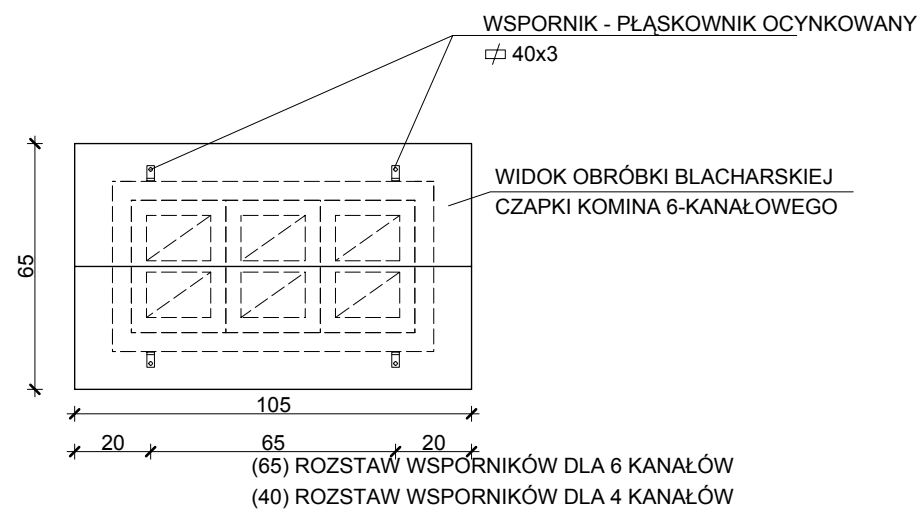 WSPORNIK - PŁĄSKOWNIK OCYNKOWANY
40x3
WIDOK OBRÓBKI BLACHARSKIEJ
CZAPKI KOMINA 6-KANAŁOWEGO
65
105
20 65 20
(65) ROZSTAW WSPORNIKÓW DLA 6 KANAŁÓW
(40) ROZSTAW WSPORNIKÓW DLA 4 KANAŁÓW